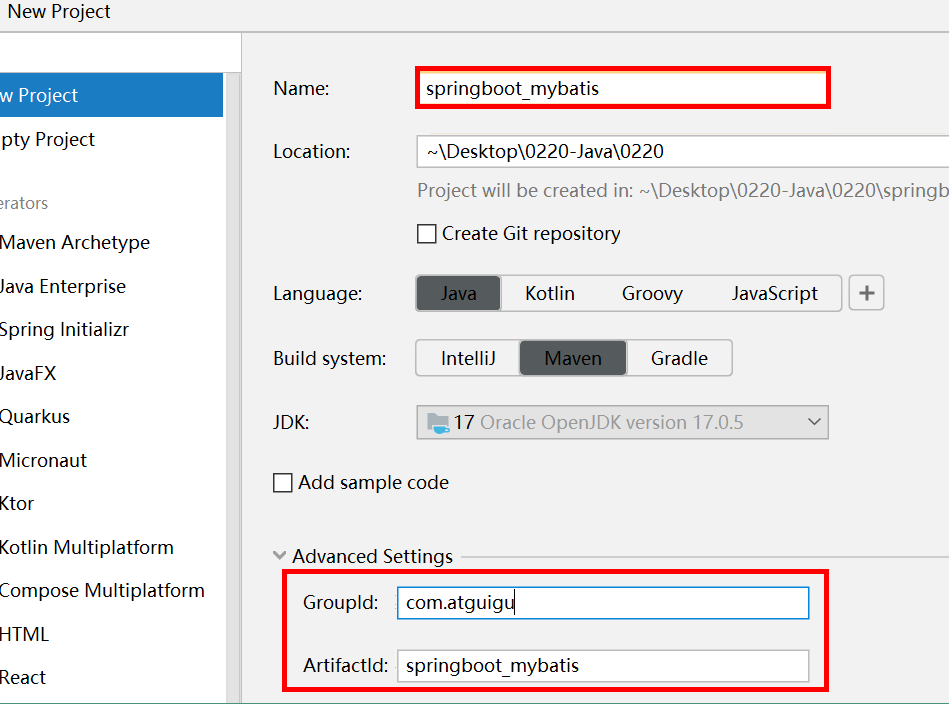 New Project
w Project
pty Project
erators
Maven Archetype
Java Enterprise
Spring Initializr
JavaFX
Quarkus
Micronaut
Ktor
Kotlin Multiplatform
Compose Multiplatform
HTML
React
Name: springboot_mybatis
Location: ~\Desktop\0220-Java\0220
Project will be created in: ~\Desktop\0220-Java\0220\springb
Create Git repository
Language: Java Kotlin Groovy JavaScript +
Build system: IntelliJ Maven Gradle
JDK: 17 Oracle OpenJDK version 17.0.5
Add sample code
Advanced Settings
GroupId: com.atguigu
ArtifactId: springboot_mybatis